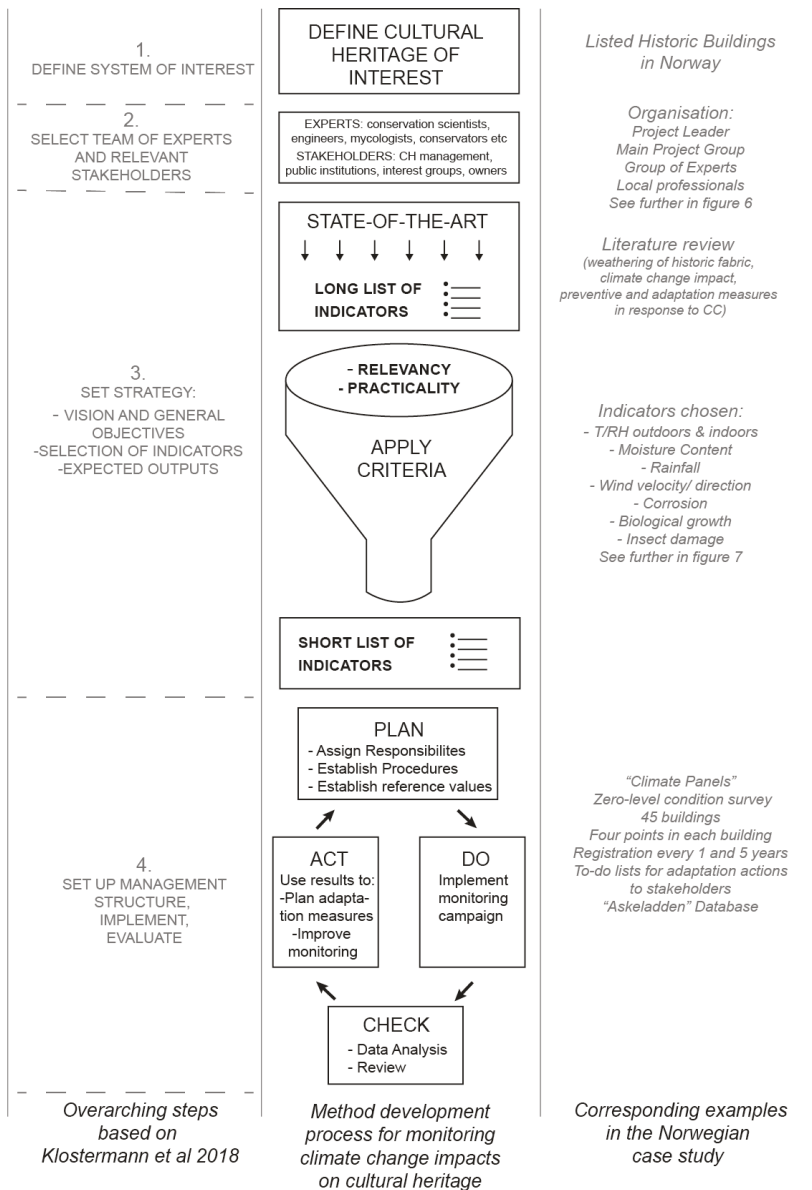 1.
DEFINE SYSTEM OF INTEREST
2.
SELECT TEAM OF EXPERTS
AND RELEVANT
STAKEHOLDERS
3.
SET STRATEGY:
- VISION AND GENERAL
OBJECTIVES
-SELECTION OF INDICATORS
-EXPECTED OUTPUTS
4.
SET UP MANAGEMENT
STRUCTURE,
IMPLEMENT,
EVALUATE
Overarching steps
based on
Klostermann et al 2018
DEFINE CULTURAL
HERITAGE OF
INTEREST
EXPERTS: conservation scientists,
engineers, mycologists, conservators etc
STAKEHOLDERS: CH management,
public institutions, interest groups, owners
STATE-OF-THE-ART
LONG LIST OF
INDICATORS
- RELEVANCY
- PRACTICALITY
APPLY
CRITERIA
SHORT LIST OF
INDICATORS
PLAN
- Assign Responsibilites
- Establish Procedures
- Establish reference values
ACT
Use results to:
-Plan adapta-
tion measures
-Improve
monitoring
DO
Implement
monitoring
campaign
CHECK
- Data Analysis
- Review
Method development
process for monitoring
climate change impacts
on cultural heritage
Listed Historic Buildings
in Norway
Organisation:
Project Leader
Main Project Group
Group of Experts
Local professionals
See further in figure 6
Literature review
(weathering of historic fabric,
climate change impact,
preventive and adaptation measures
in response to CC)
Indicators chosen:
- T/RH outdoors & indoors
- Moisture Content
- Rainfall
- Wind velocity/ direction
- Corrosion
- Biological growth
- Insect damage
See further in figure 7
“Climate Panels”
Zero-level condition survey
45 buildings
Four points in each building
Registration every 1 and 5 years
To-do lists for adaptation actions
to stakeholders
“Askeladden” Database
Corresponding examples
in the Norwegian
case study